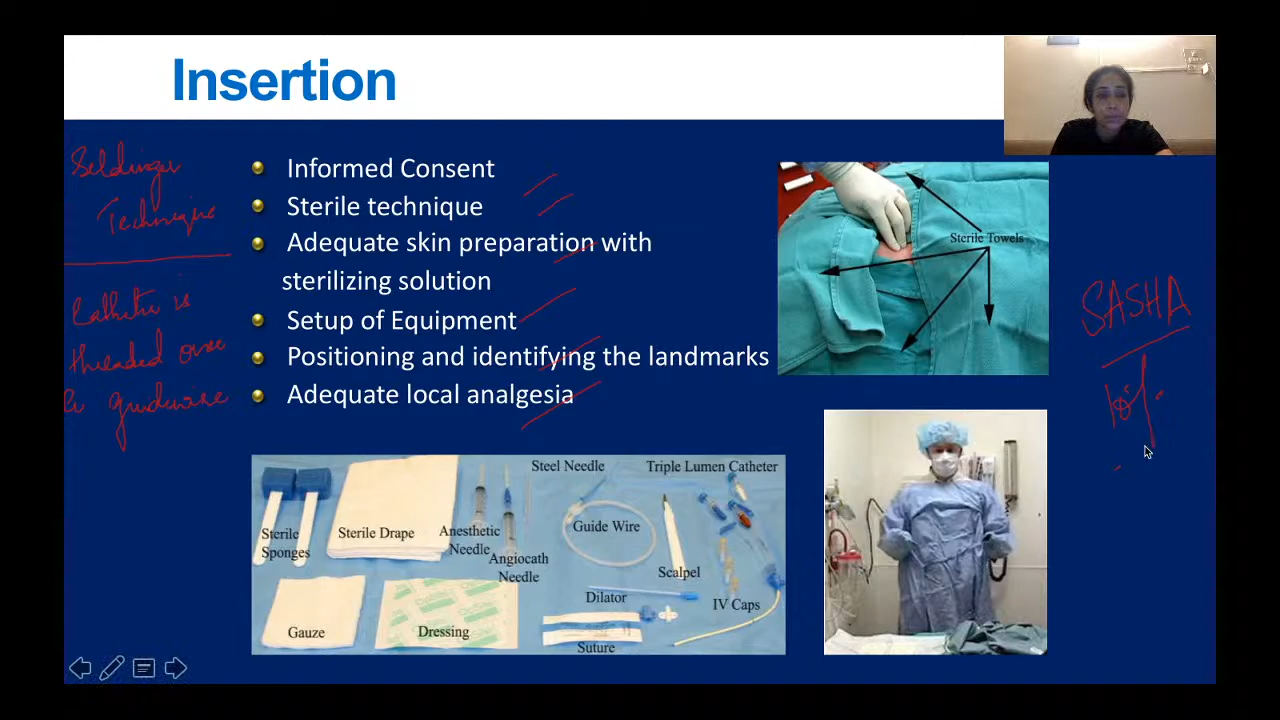 Insertion
Seldinger
Technique
Catheter is
threaded over
a guidewire
Informed Consent
Sterile technique
Adequate skin preparation with
sterilizing solution
Setup of Equipment
Positioning and identifying the landmarks
Adequate local analgesia
Sterile Towels
SASHA
Sterile
Sponges
Sterile Drape
Anesthetic
Needle
Angiocath
Needle
Steel Needle
Guide Wire
Triple Lumen Catheter
Scalpel
Dilator
IV Caps
Gauze
Dressing
Suture